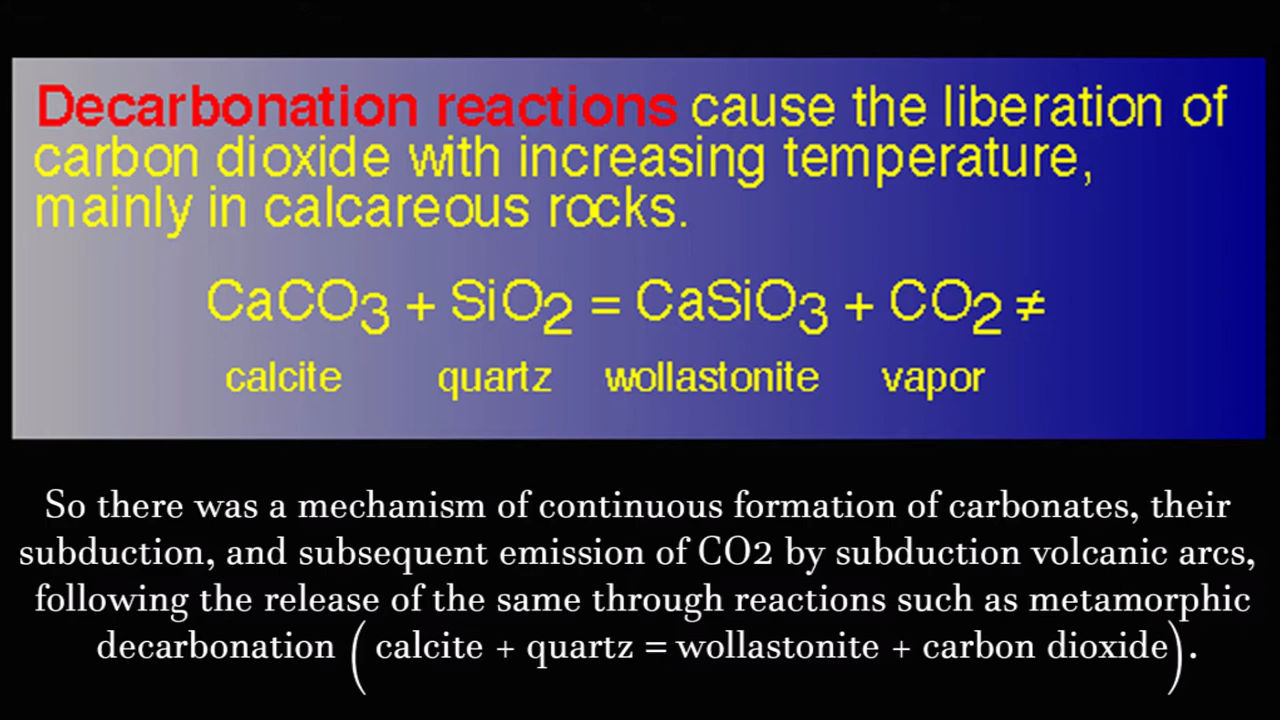 Decarbonation reactions cause the liberation of
carbon dioxide with increasing temperature,
mainly in calcareous rocks.
CaCO3 + SiO2 = CaSiO3 + CO2 ≠
calcite quartz wollastonite vapor
So there was a mechanism of continuous formation of carbonates, their
subduction, and subsequent emission of CO2 by subduction volcanic arcs,
following the release of the same through reactions such as metamorphic
decarbonation ( calcite + quartz = wollastonite + carbon dioxide).